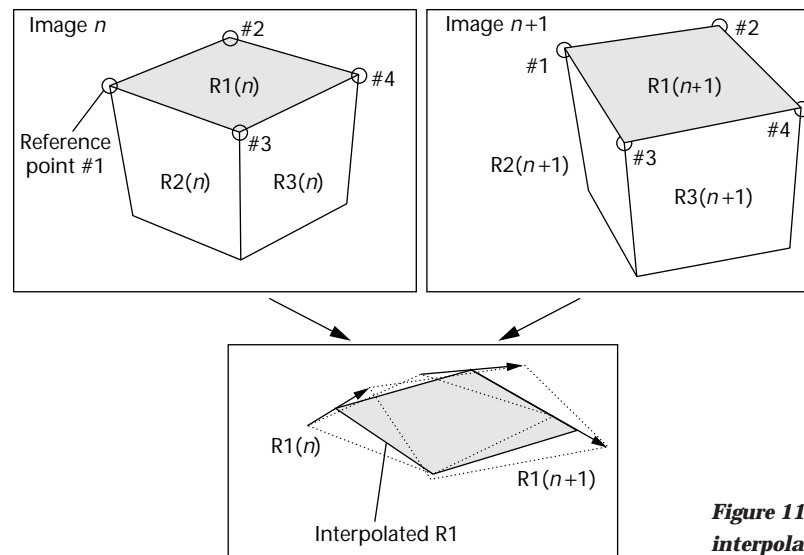 Image n
#2
#4
R1(n)
Reference
point #1
#3
R2(n)
R3(n)
Image n+1
#2
#1
R1(n+1)
#4
#3
R2(n+1)
R3(n+1)
R1(n)
R1(n+1)
Interpolated R1
Figure 11
interpola